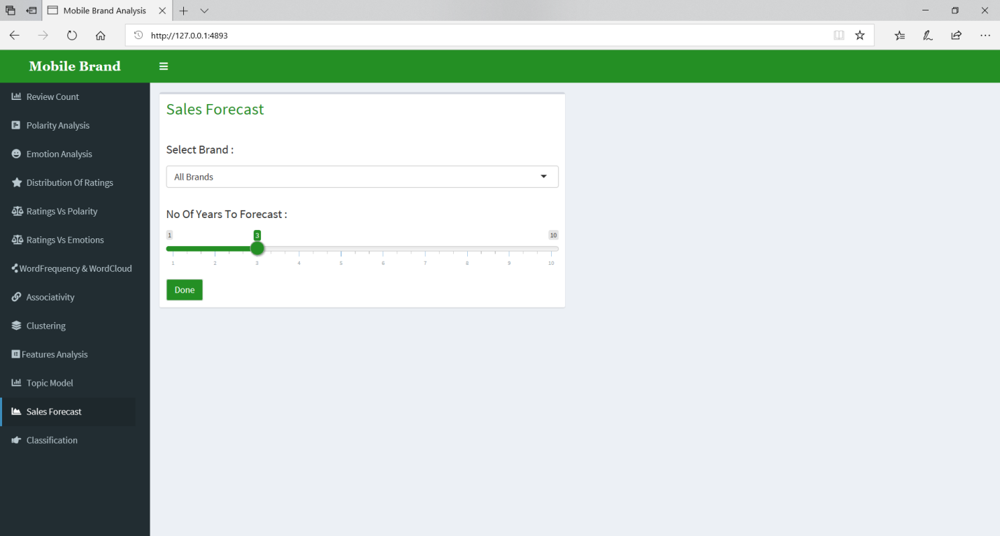 Mobile Brand Analysis
http://127.0.0.1:4893
Mobile Brand
Review Count
Polarity Analysis
Emotion Analysis
Distribution Of Ratings
Ratings Vs Polarity
Ratings Vs Emotions
WordFrequency & WordCloud
Associativity
Clustering
Features Analysis
Topic Model
Sales Forecast
Classification
Sales Forecast
Select Brand :
All Brands
No Of Years To Forecast :
1 3 10
1 2 3 4 5 6 7 8 9 10
Done